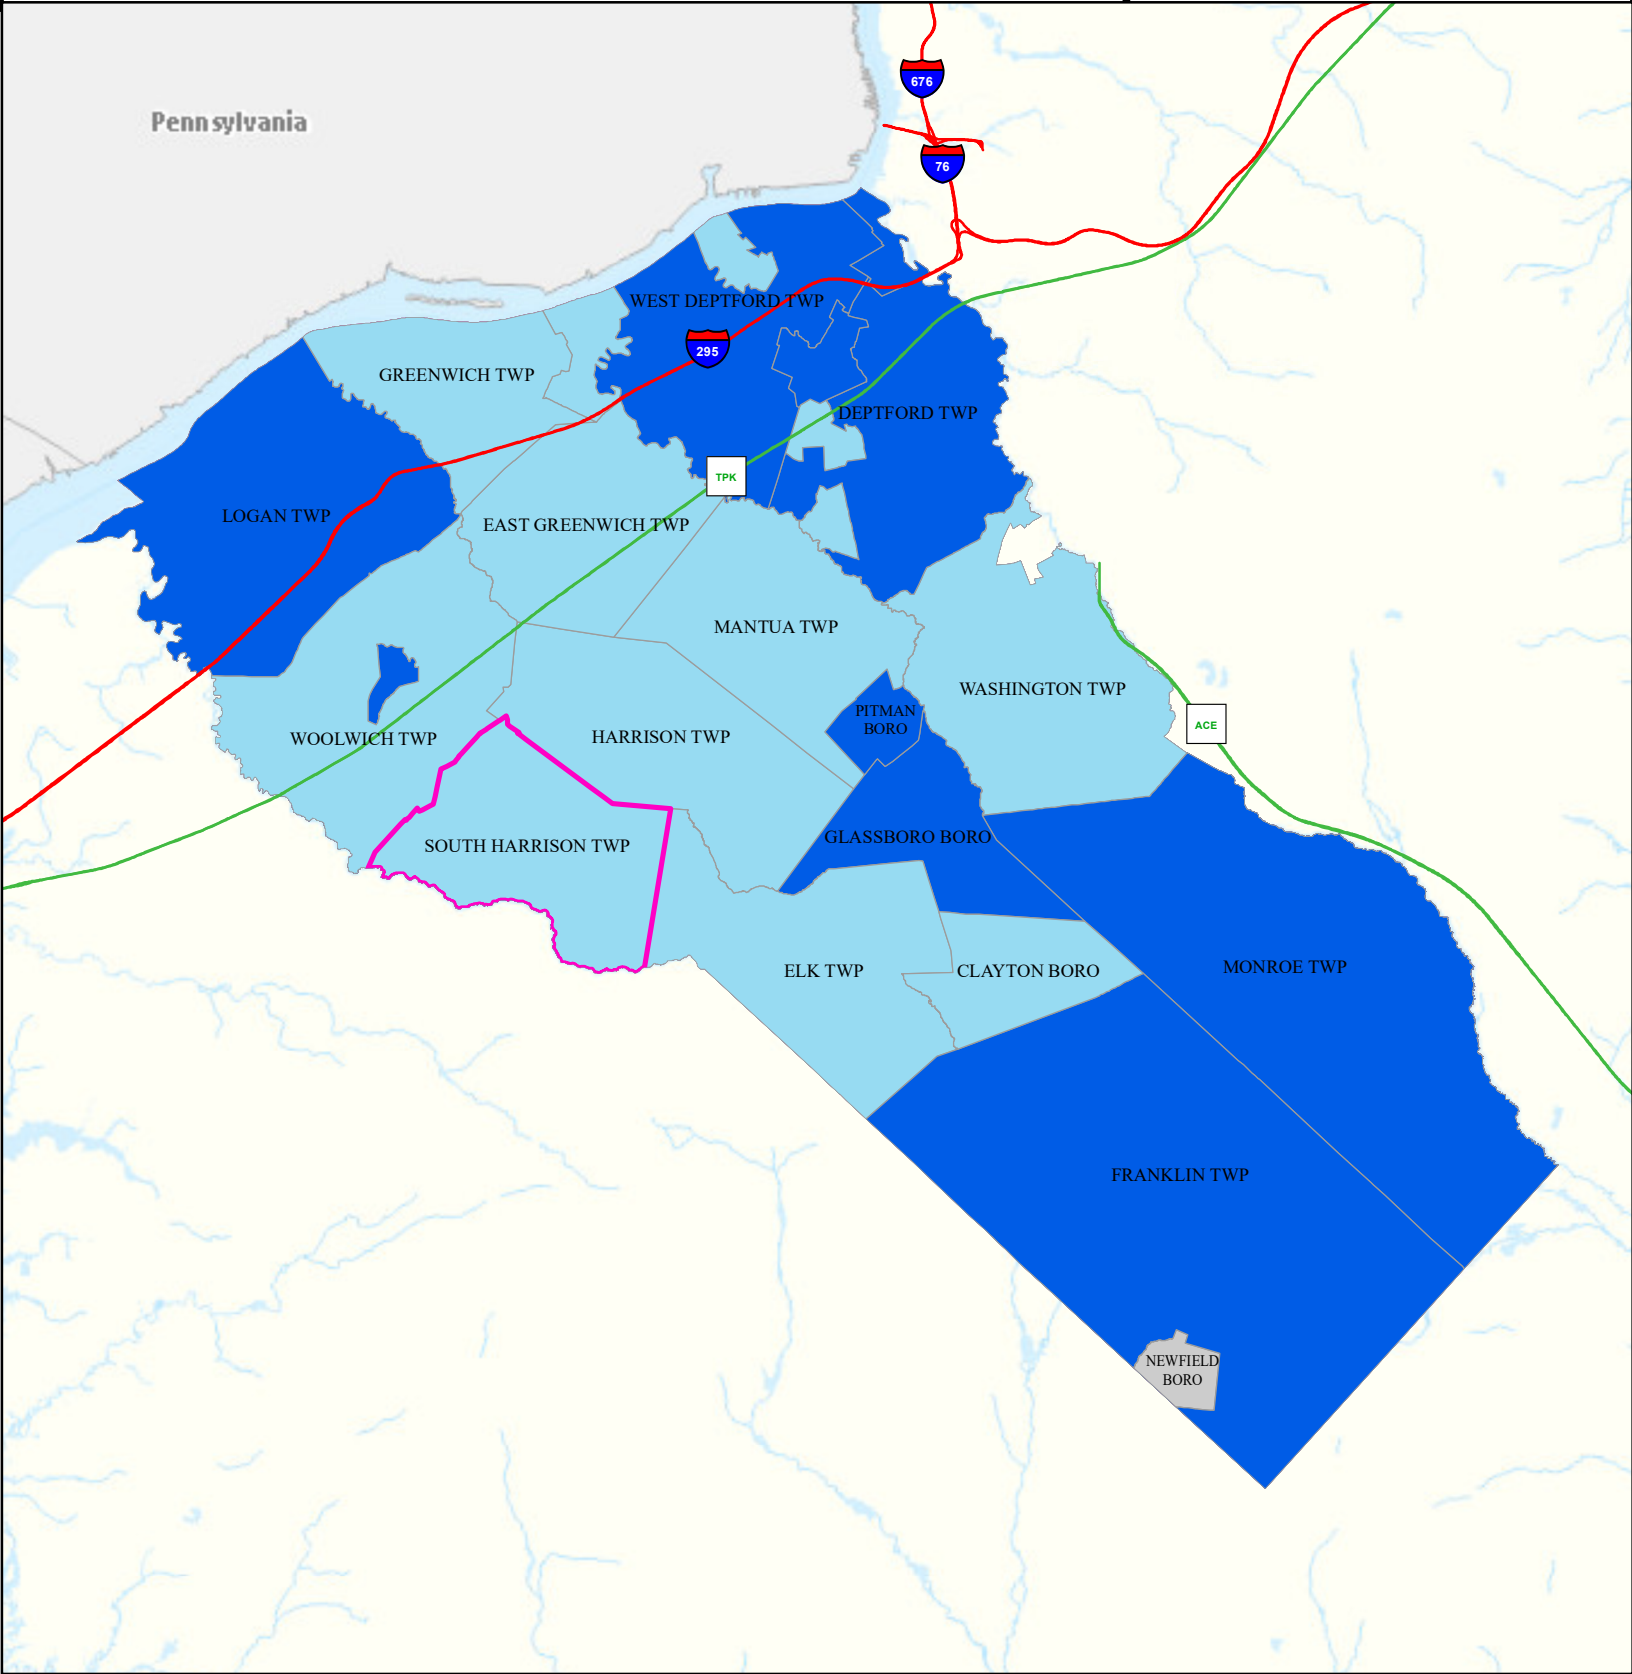 676
Pennsylvania
76
WEST DEPTFORD TWP
295
GREENWICH TWP
DEPTFORD TWP
TPK
LOGAN TWP
EAST GREENWICH TWP
MANTUA TWP
WASHINGTON TWP
PITMAN
BORO
ACE
WOOLWICH TWP
HARRISON TWP
GLASSBORO BORO
SOUTH HARRISON TWP
ELK TWP
CLAYTON BORO
MONROE TWP
FRANKLIN TWP
NEWFIELD
BORO